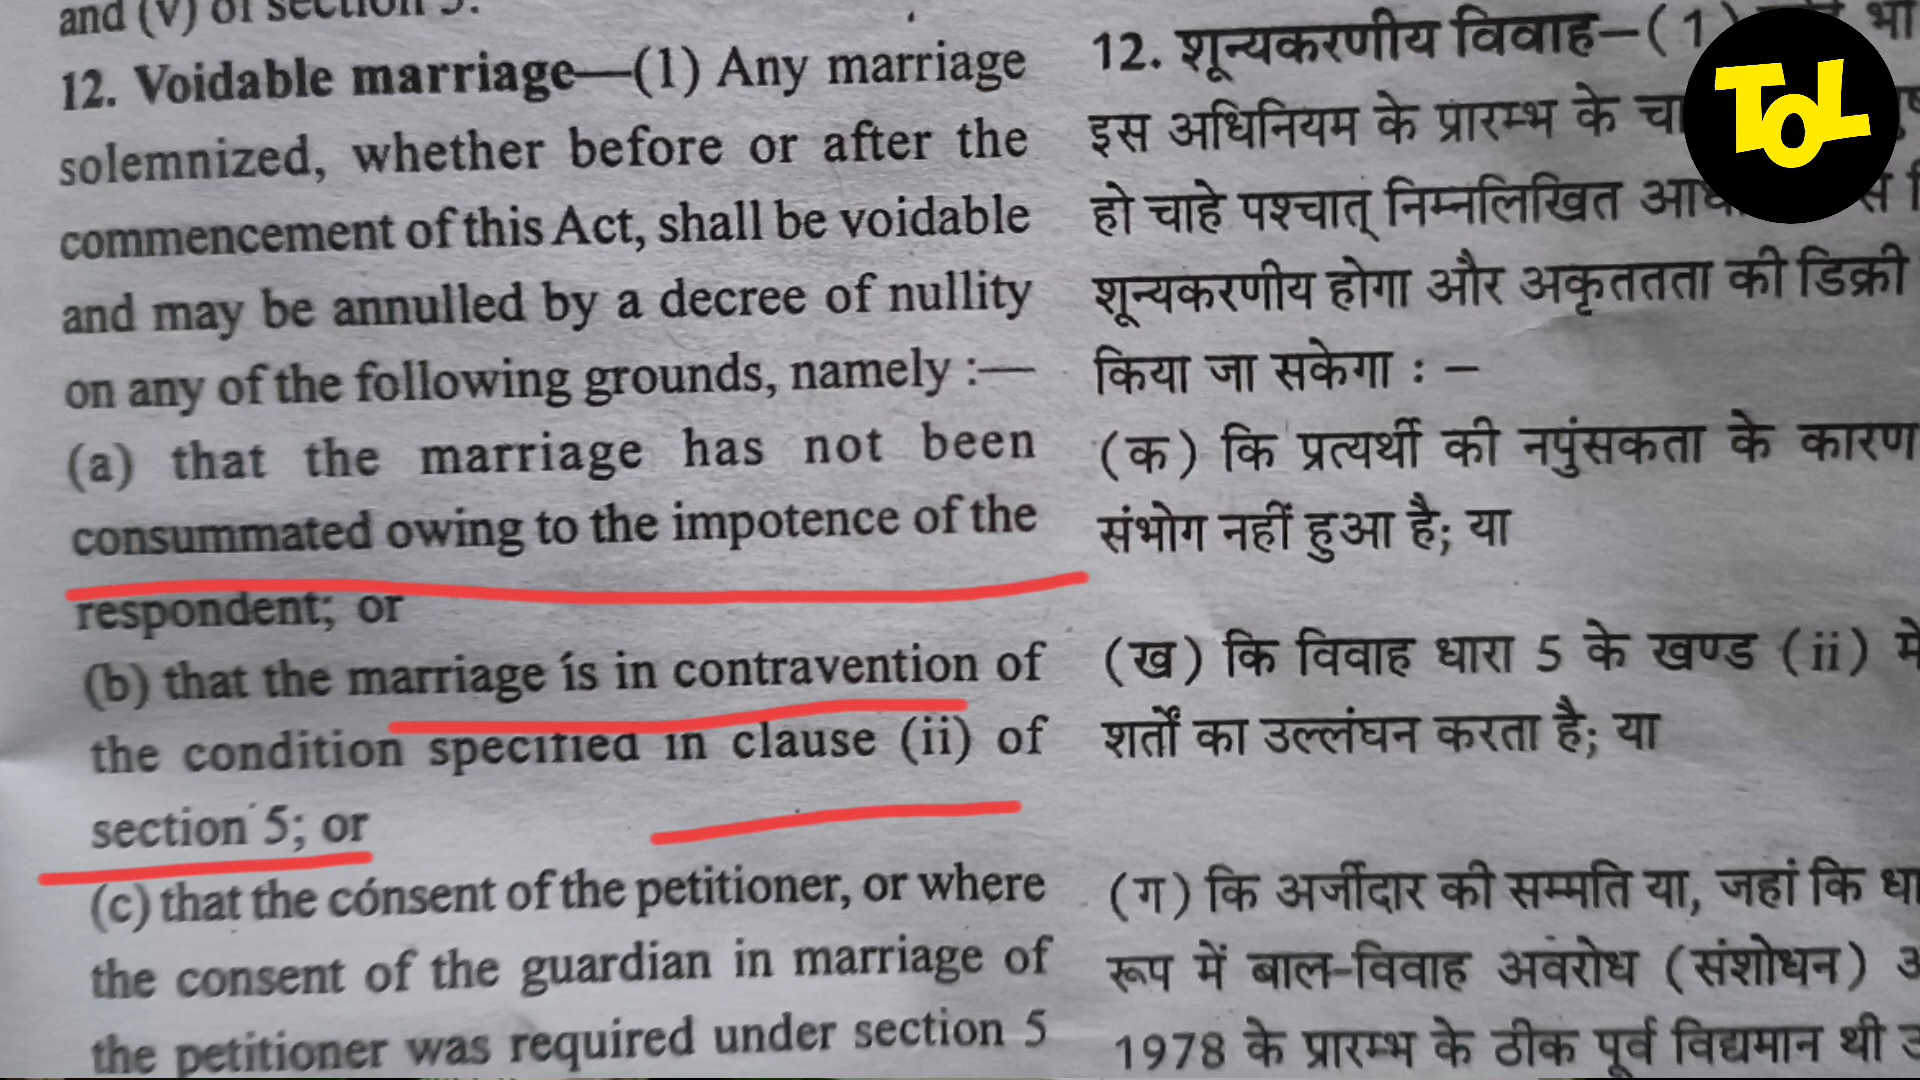 and (v) of section 5.
12. Voidable marriage—(1) Any marriage
solemnized, whether before or after the
commencement of this Act, shall be voidable
and may be annulled by a decree of nullity
on any of the following grounds, namely :—
(a) that the marriage has not been
consummated owing to the impotence of the
respondent; or
(b) that the marriage is in contravention of
the condition specified in clause (ii) of
section 5; or
(c) that the consent of the petitioner, or where
the consent of the guardian in marriage of
the petitioner was required under section 5
12. शून्यकरणीय विवाह—(1)
इस अधिनियम के प्रारम्भ के
हो चाहे पश्चात् निम्नलिखित
शून्यकरणीय होगा और अकृततता की डिक्री
किया जा सकेगा : —
(क) कि प्रत्यर्थी की नपुंसकता के कारण
संभोग नहीं हुआ है; या
(ख) कि विवाह धारा 5 के खण्ड (ii) में
शर्तों का उल्लंघन करता है; या
(ग) कि अर्जीदार की सम्मति या, जहां कि
रूप में बाल-विवाह अवरोध (संशोधन)
1978 के प्रारम्भ के ठीक पूर्व विद्यमान थी
TOL